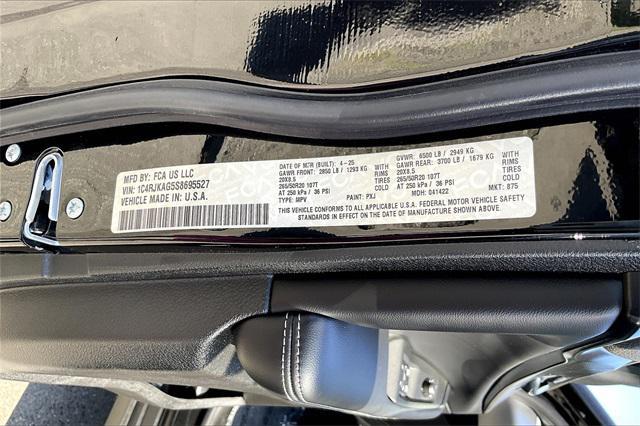 MFD BY: FCA US LLC
VIN: 1C4RJKAG5S8695527
VEHICLE MADE IN: U.S.A.
DATE OF MFR (BUILT): 4-25
GAWR FRONT: 2850 LB / 1293 KG
20X8.5 WITH RIMS
265/50R20 107T TIRES
AT 250 kPa / 36 PSI COLD
TYPE: MPV PAINT: PXJ
GVWR: 6500 LB / 2949 KG
GAWR REAR: 3700 LB / 1679 KG
20X8.5 WITH RIMS
265/50R20 107T TIRES
AT 250 kPa / 36 PSI COLD
MDH: 041422 MKT: 875
THIS VEHICLE CONFORMS TO ALL APPLICABLE U.S.A. FEDERAL MOTOR VEHICLE SAFETY
STANDARDS IN EFFECT ON THE DATE OF MANUFACTURE SHOWN ABOVE.